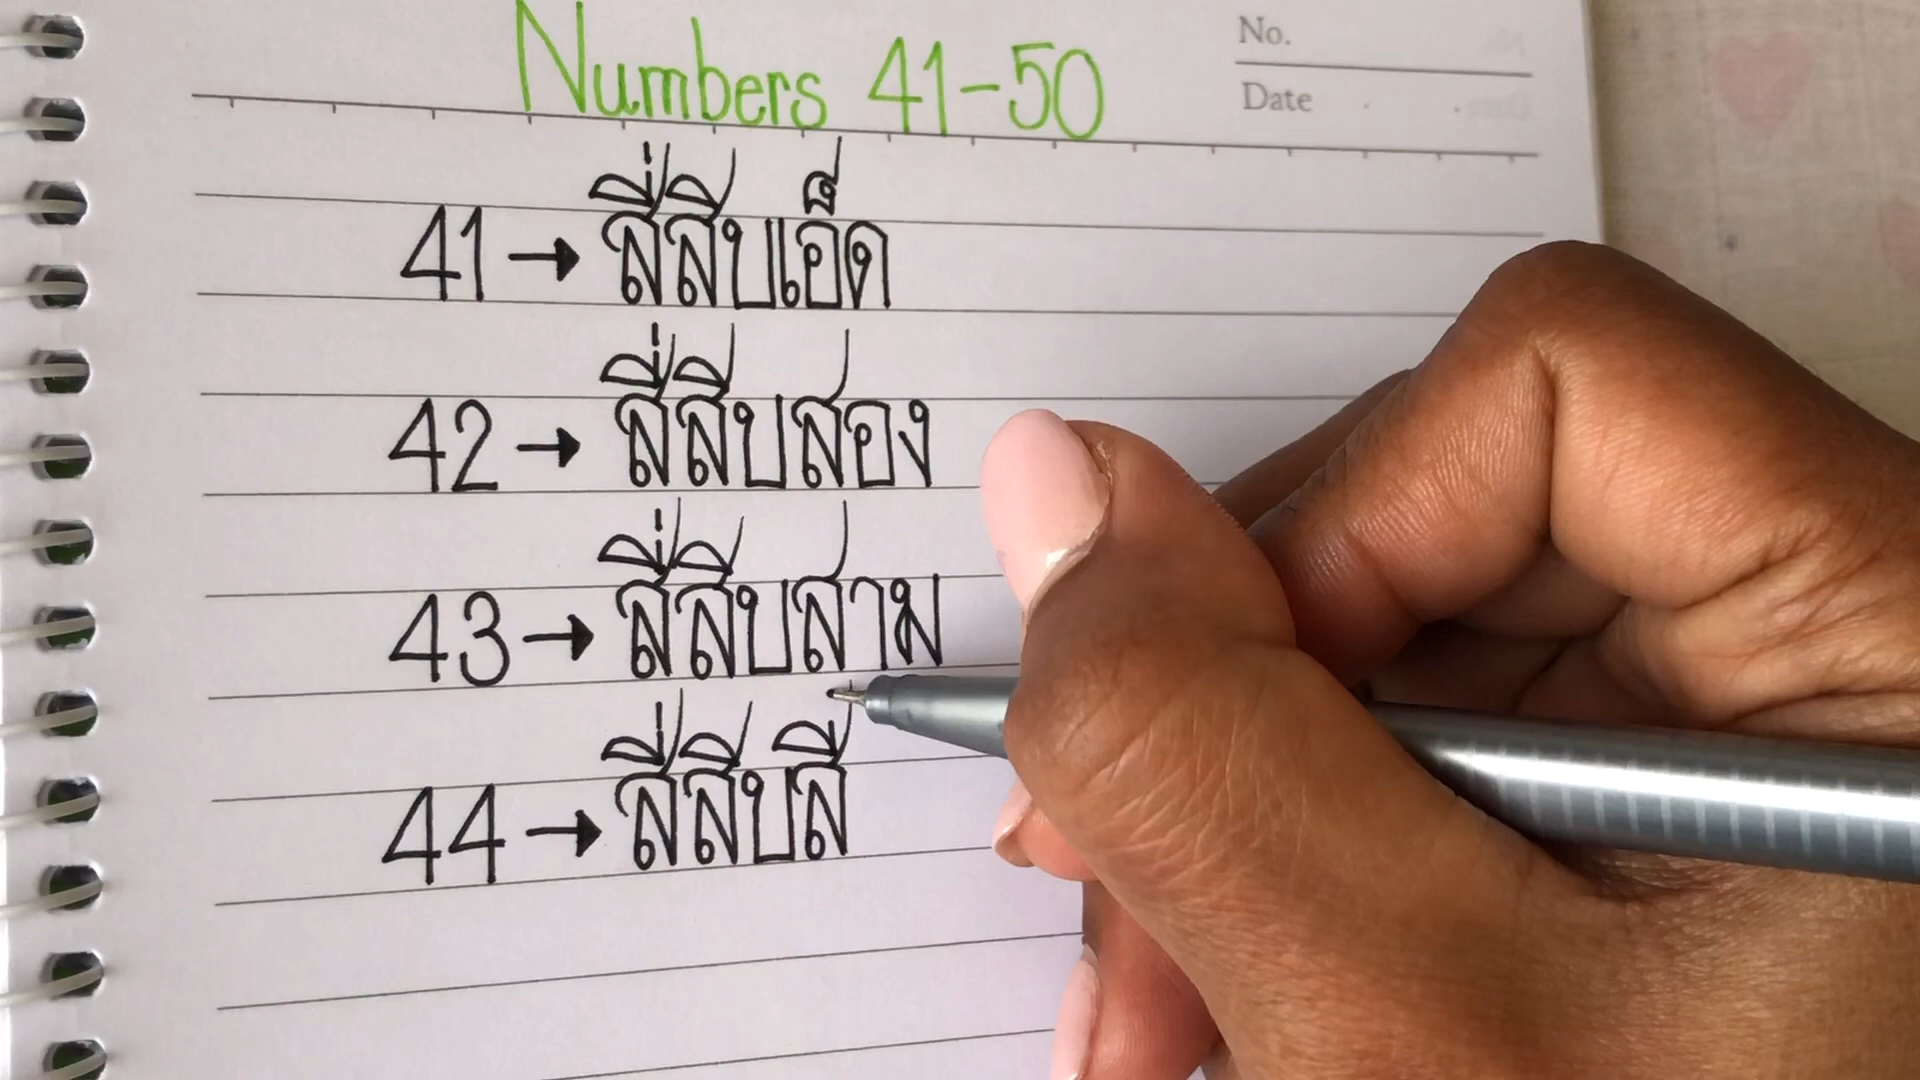 Numbers 41-50
No.
Date
41 → สี่สิบเอ็ด
42 → สี่สิบสอง
43 → สี่สิบสาม
44 → สี่สิบสี